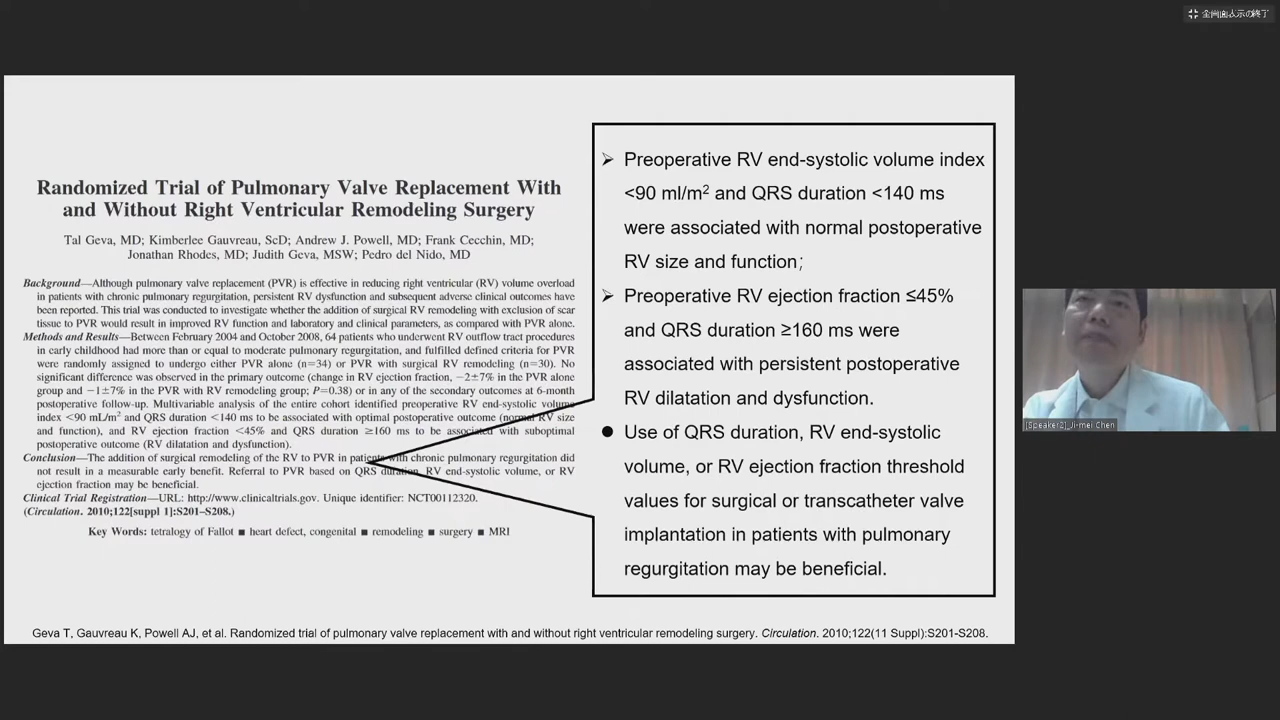 全画面表示の終了
Randomized Trial of Pulmonary Valve Replacement With
and Without Right Ventricular Remodeling Surgery
Tal Geva, MD; Kimberlee Gauvreau, ScD; Andrew J. Powell, MD; Frank Cecchin, MD;
Jonathan Rhodes, MD; Judith Geva, MSW; Pedro del Nido, MD
Background—Although pulmonary valve replacement (PVR) is effective in reducing right ventricular (RV) volume overload
in patients with chronic pulmonary regurgitation, persistent RV dysfunction and subsequent adverse clinical outcomes have
been reported. This trial was conducted to investigate whether the addition of surgical RV remodeling with exclusion of scar
tissue to PVR would result in improved RV function and laboratory and clinical parameters, as compared with PVR alone.
Methods and Results—Between February 2004 and October 2008, 64 patients who underwent RV outflow tract procedures
in early childhood had more than or equal to moderate pulmonary regurgitation, and fulfilled defined criteria for PVR
were randomly assigned to undergo either PVR alone (n=34) or PVR with surgical RV remodeling (n=30). No
significant difference was observed in the primary outcome (change in RV ejection fraction, −2±7% in the PVR alone
group and −1±7% in the PVR with RV remodeling group; P=0.38) or in any of the secondary outcomes at 6-month
postoperative follow-up. Multivariable analysis of the entire cohort identified preoperative RV end-systolic volume
index <90 mL/m² and QRS duration <140 ms to be associated with optimal postoperative outcome (normal RV size
and function), and RV ejection fraction <45% and QRS duration ≥160 ms to be associated with suboptimal
postoperative outcome (RV dilatation and dysfunction).
Conclusion—The addition of surgical remodeling of the RV to PVR in patients with chronic pulmonary regurgitation did
not result in a measurable early benefit. Referral to PVR based on QRS duration, RV end-systolic volume, or RV
ejection fraction may be beneficial.
Clinical Trial Registration—URL: http://www.clinicaltrials.gov. Unique identifier: NCT00112320.
(Circulation. 2010;122[suppl 1]:S201–S208.)
Key Words: tetralogy of Fallot ■ heart defect, congenital ■ remodeling ■ surgery ■ MRI
➢ Preoperative RV end-systolic volume index
<90 ml/m² and QRS duration <140 ms
were associated with normal postoperative
RV size and function;
➢ Preoperative RV ejection fraction ≤45%
and QRS duration ≥160 ms were
associated with persistent postoperative
RV dilatation and dysfunction.
● Use of QRS duration, RV end-systolic
volume, or RV ejection fraction threshold
values for surgical or transcatheter valve
implantation in patients with pulmonary
regurgitation may be beneficial.
Geva T, Gauvreau K, Powell AJ, et al. Randomized trial of pulmonary valve replacement with and without right ventricular remodeling surgery. Circulation. 2010;122(11 Suppl):S201-S208.
[Speaker2]_Ji-mei Chen